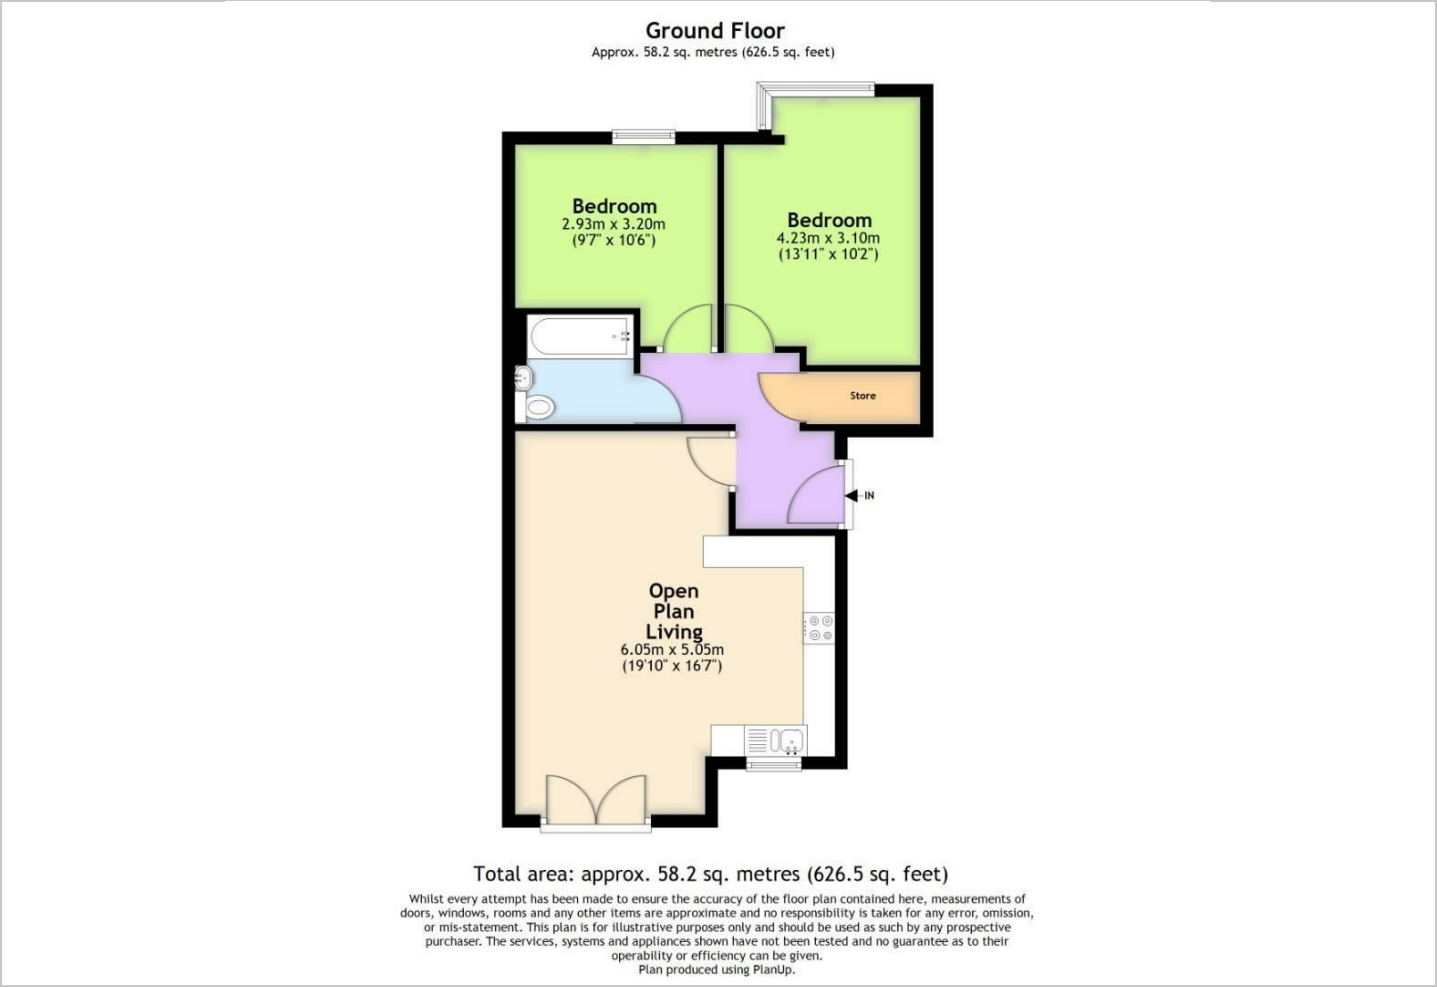 Ground Floor
Approx. 58.2 sq. metres (626.5 sq. feet)
Bedroom
2.93m x 3.20m
(9'7" x 10'6")
Bedroom
4.23m x 3.10m
(13'11" x 10'2")
Store
IN
Open
Plan
Living
6.05m x 5.05m
(19'10" x 16'7")
Total area: approx. 58.2 sq. metres (626.5 sq. feet)
Whilst every attempt has been made to ensure the accuracy of the floor plan contained here, measurements of
doors, windows, rooms and any other items are approximate and no responsibility is taken for any error, omission,
or mis-statement. This plan is for illustrative purposes only and should be used as such by any prospective
purchaser. The services, systems and appliances shown have not been tested and no guarantee as to their
operability or efficiency can be given.
Plan produced using PlanUp.